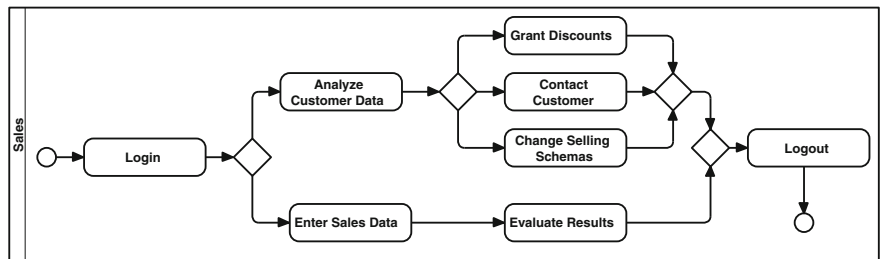 Sales
Login
Analyze
Customer Data
Grant Discounts
Contact
Customer
Change Selling
Schemas
Enter Sales Data
Evaluate Results
Logout